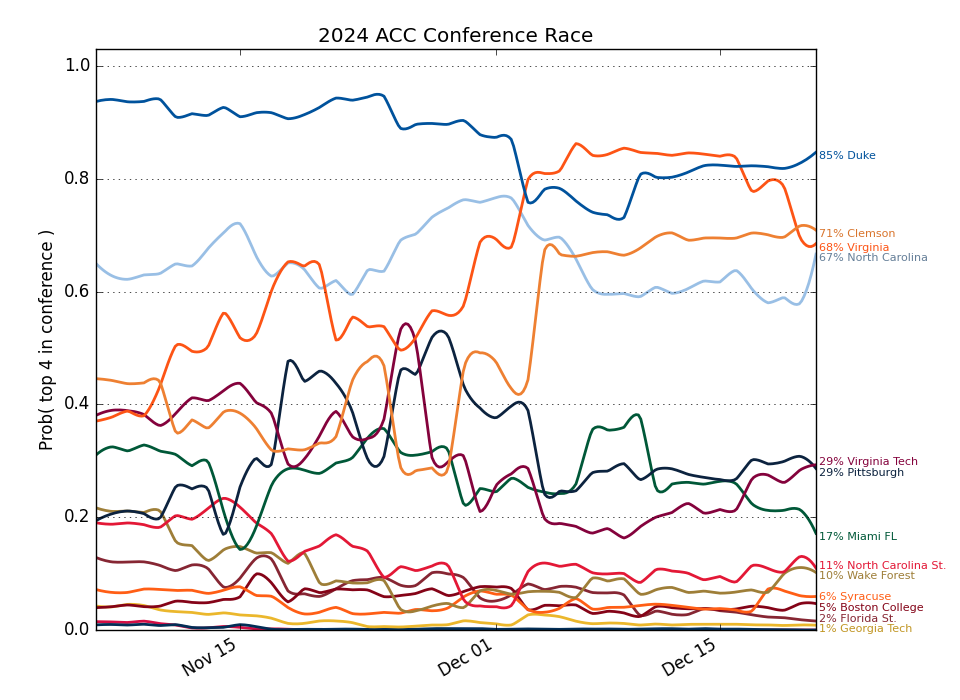 2024 ACC Conference Race
Prob( top 4 in conference )
1.0
0.8
0.6
0.4
0.2
0.0
Nov 15
Dec 01
Dec 15
85% Duke
71% Clemson
68% Virginia
67% North Carolina
29% Virginia Tech
29% Pittsburgh
17% Miami FL
11% North Carolina St.
10% Wake Forest
6% Syracuse
5% Boston College
2% Florida St.
1% Georgia Tech